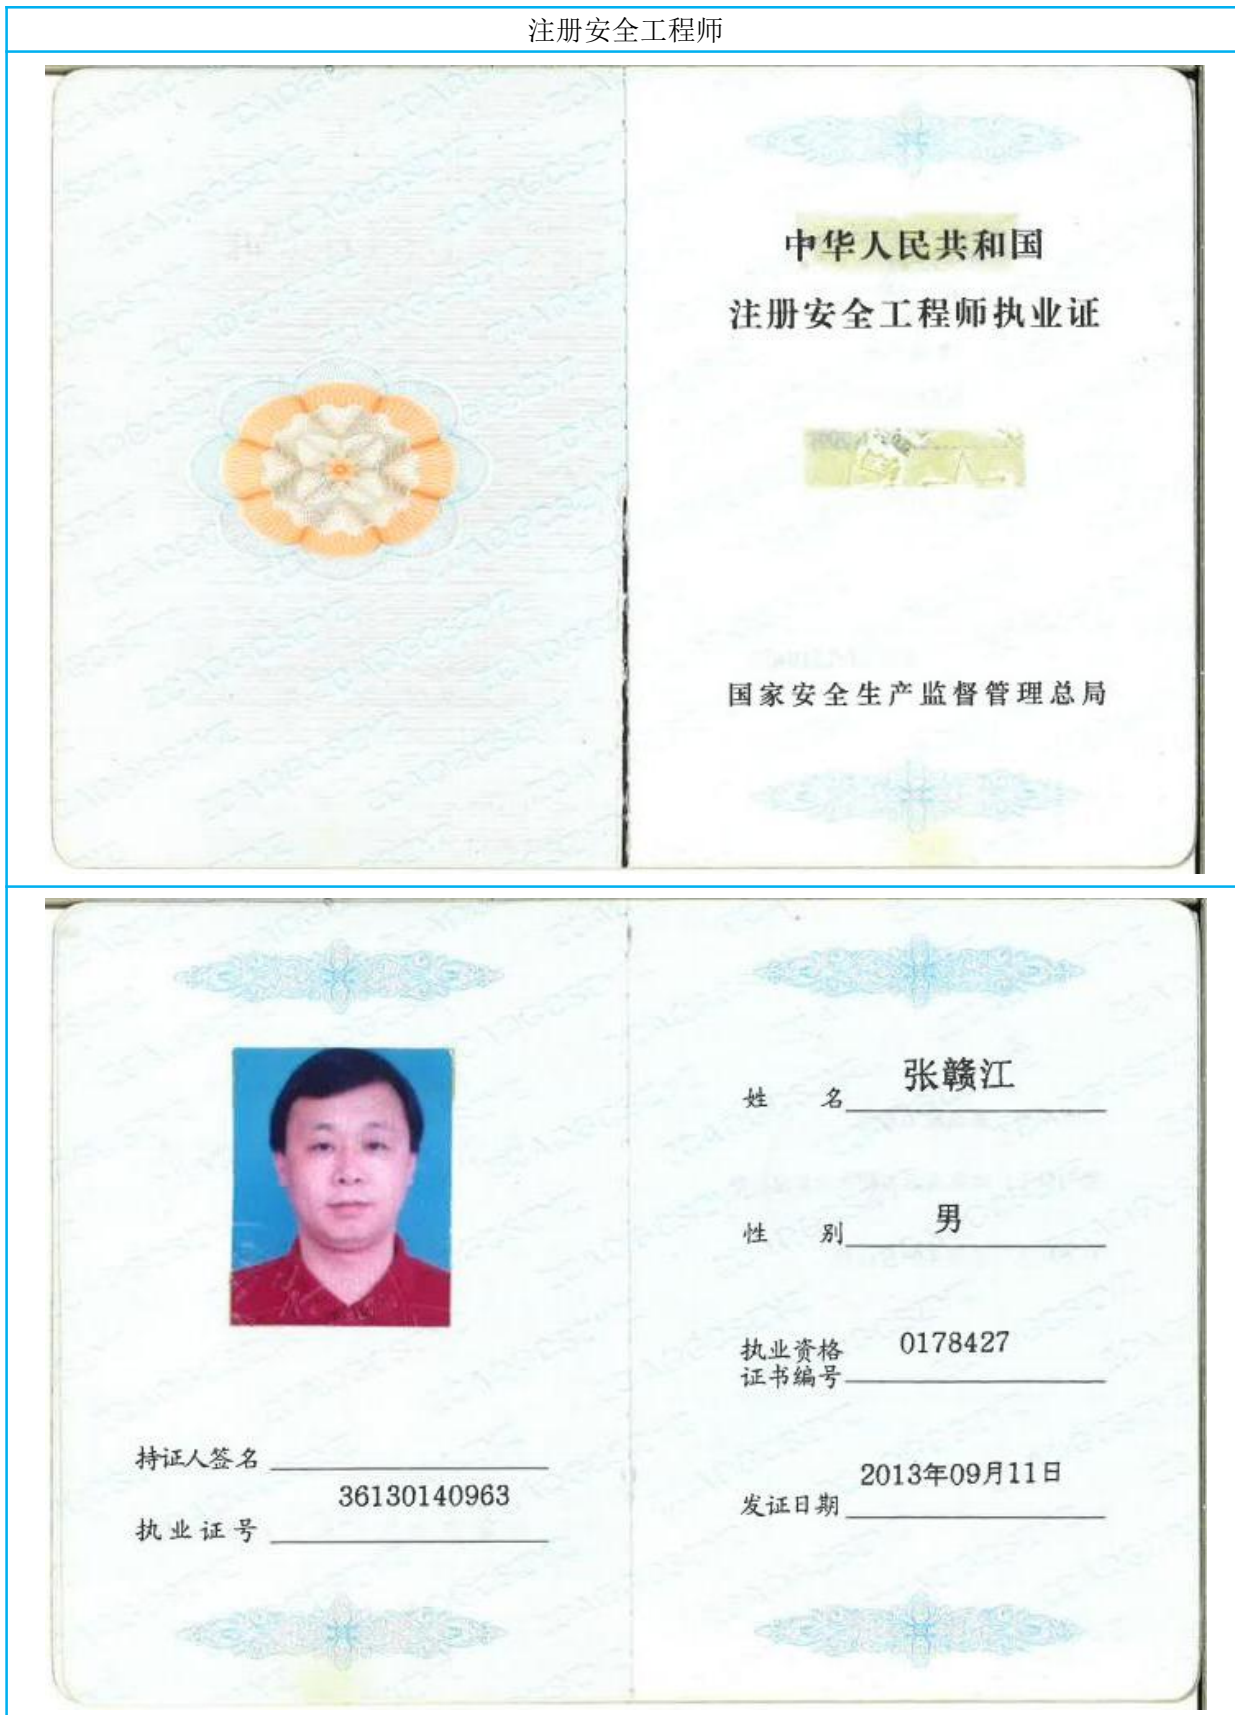 注册安全工程师
中华人民共和国
注册安全工程师执业证
国家安全生产监督管理总局
持证人签名
执业证号 36130140963
姓名 张赣江
性别 男
执业资格
证书编号 0178427
发证日期 2013年09月11日